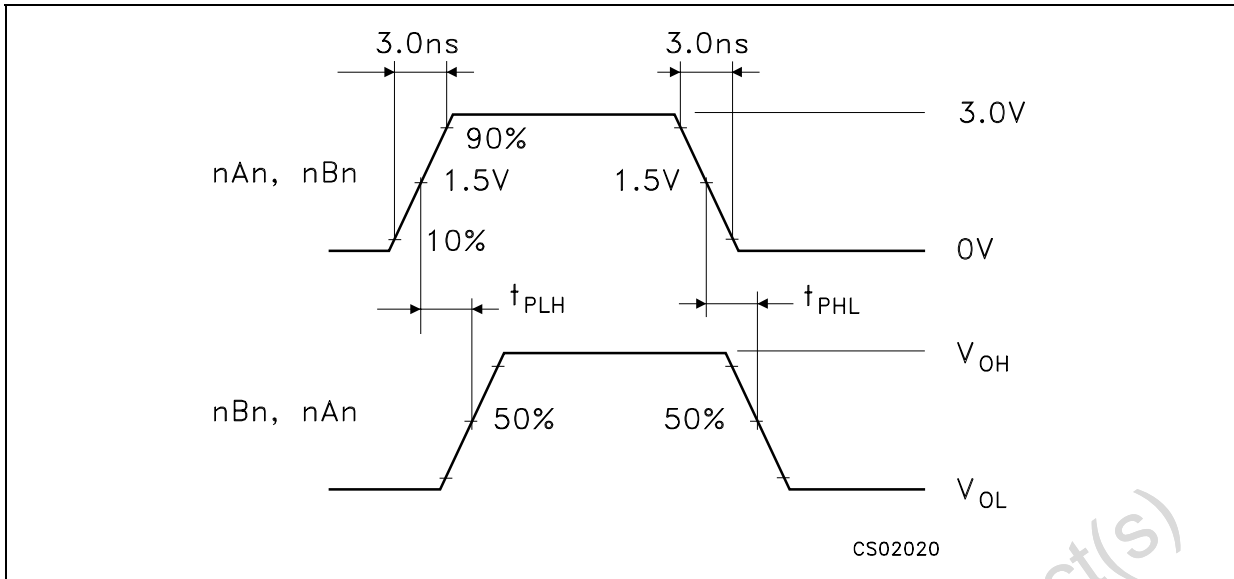 3.0ns 3.0ns
3.0V
90%
nAn, nBn 1.5V 1.5V
10%
0V
tPLH tPHL
VOH
nBn, nAn 50% 50%
VOL
CS02020
ct(s)